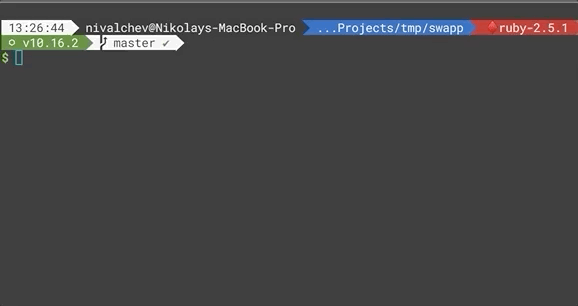 13:26:44 nivalchev@Nikolays-MacBook-Pro ...Projects/tmp/swapp ruby-2.5.1
v10.16.2 master ✔
$